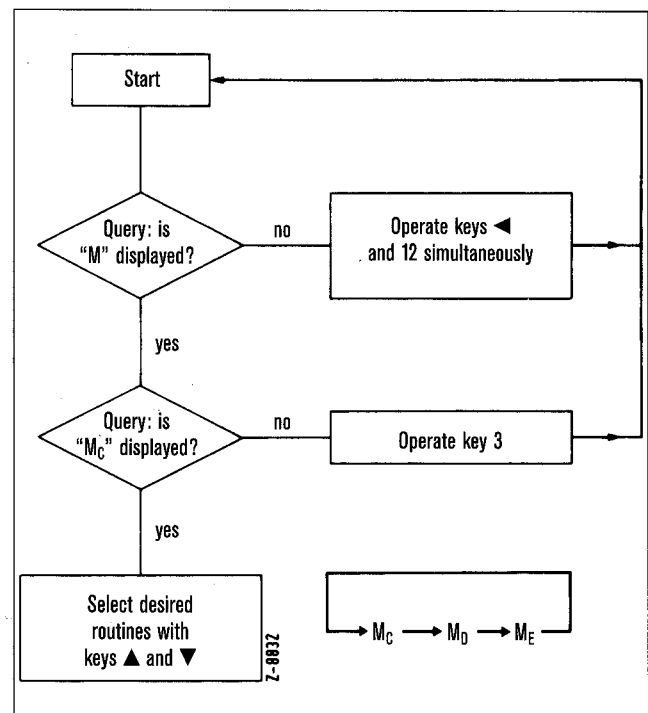 Start
Query: is
"M" displayed?
no
Operate keys ◀
and 12 simultaneously
yes
Query: is
"M_C" displayed?
no
Operate key 3
yes
Select desired
routines with
keys ▲ and ▼
Z-8832
M_C → M_D → M_E